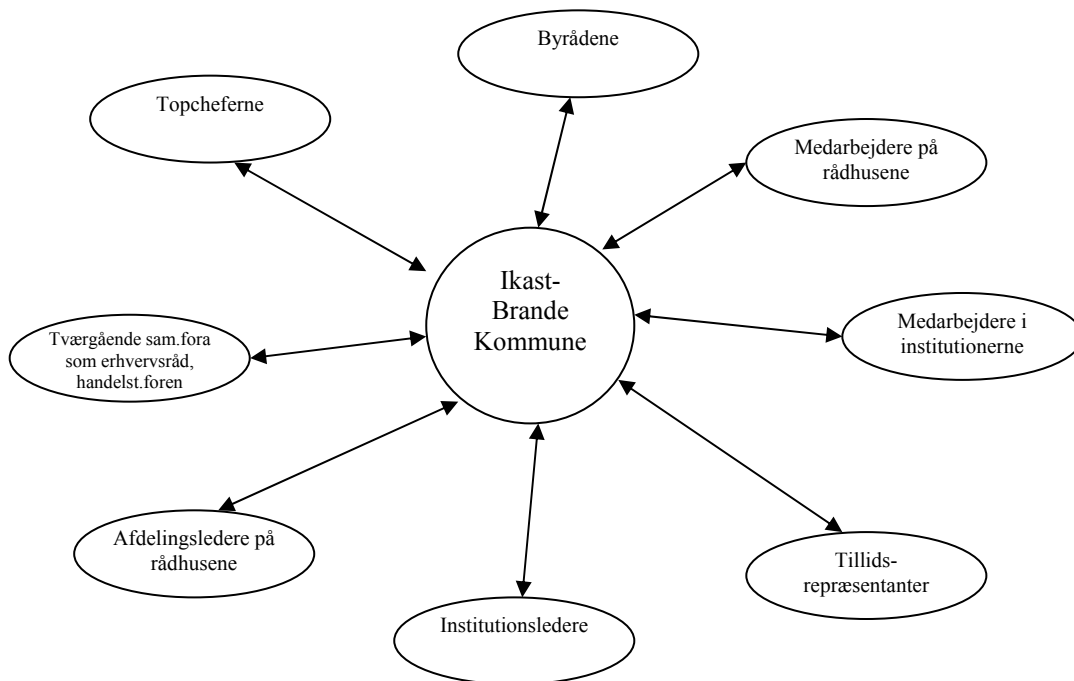 Byrådene
Topcheferne
Medarbejdere på
rådhusene
Ikast-
Brande
Kommune
Medarbejdere i
institutionerne
Tværgående sam.fora
som erhvervsråd,
handelst.foren
Afdelingsledere på
rådhusene
Tillids-
repræsentanter
Institutionsledere